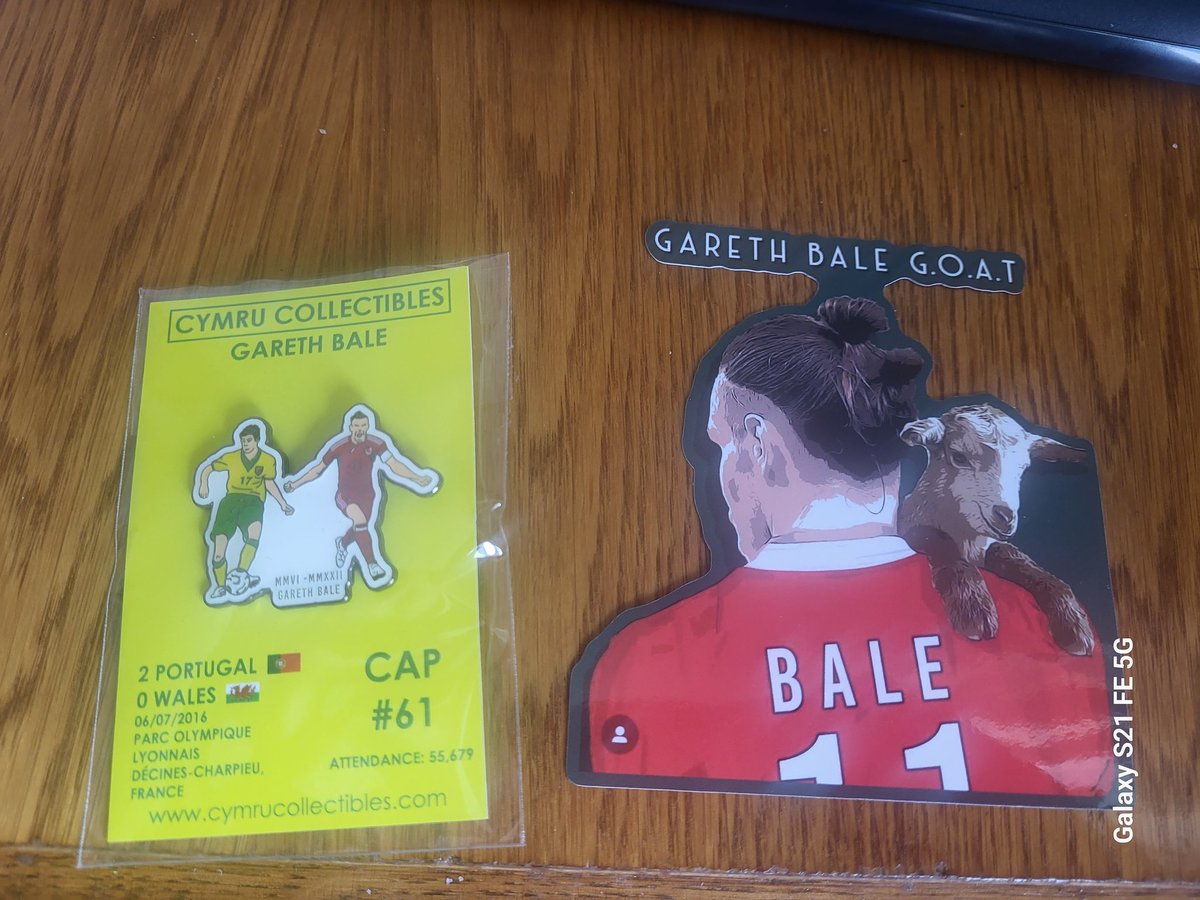 CYMRU COLLECTIBLES
GARETH BALE
17
MMVI - MMXXII
GARETH BALE
2 PORTUGAL
0 WALES
06/07/2016
PARC OLYMPIQUE
LYONNAIS
DÉCINES-CHARPIEU,
FRANCE
CAP
#61
ATTENDANCE: 55,679
www.cymrucollectibles.com
GARETH BALE G.O.A.T
BALE
11
Galaxy S21 FE 5G